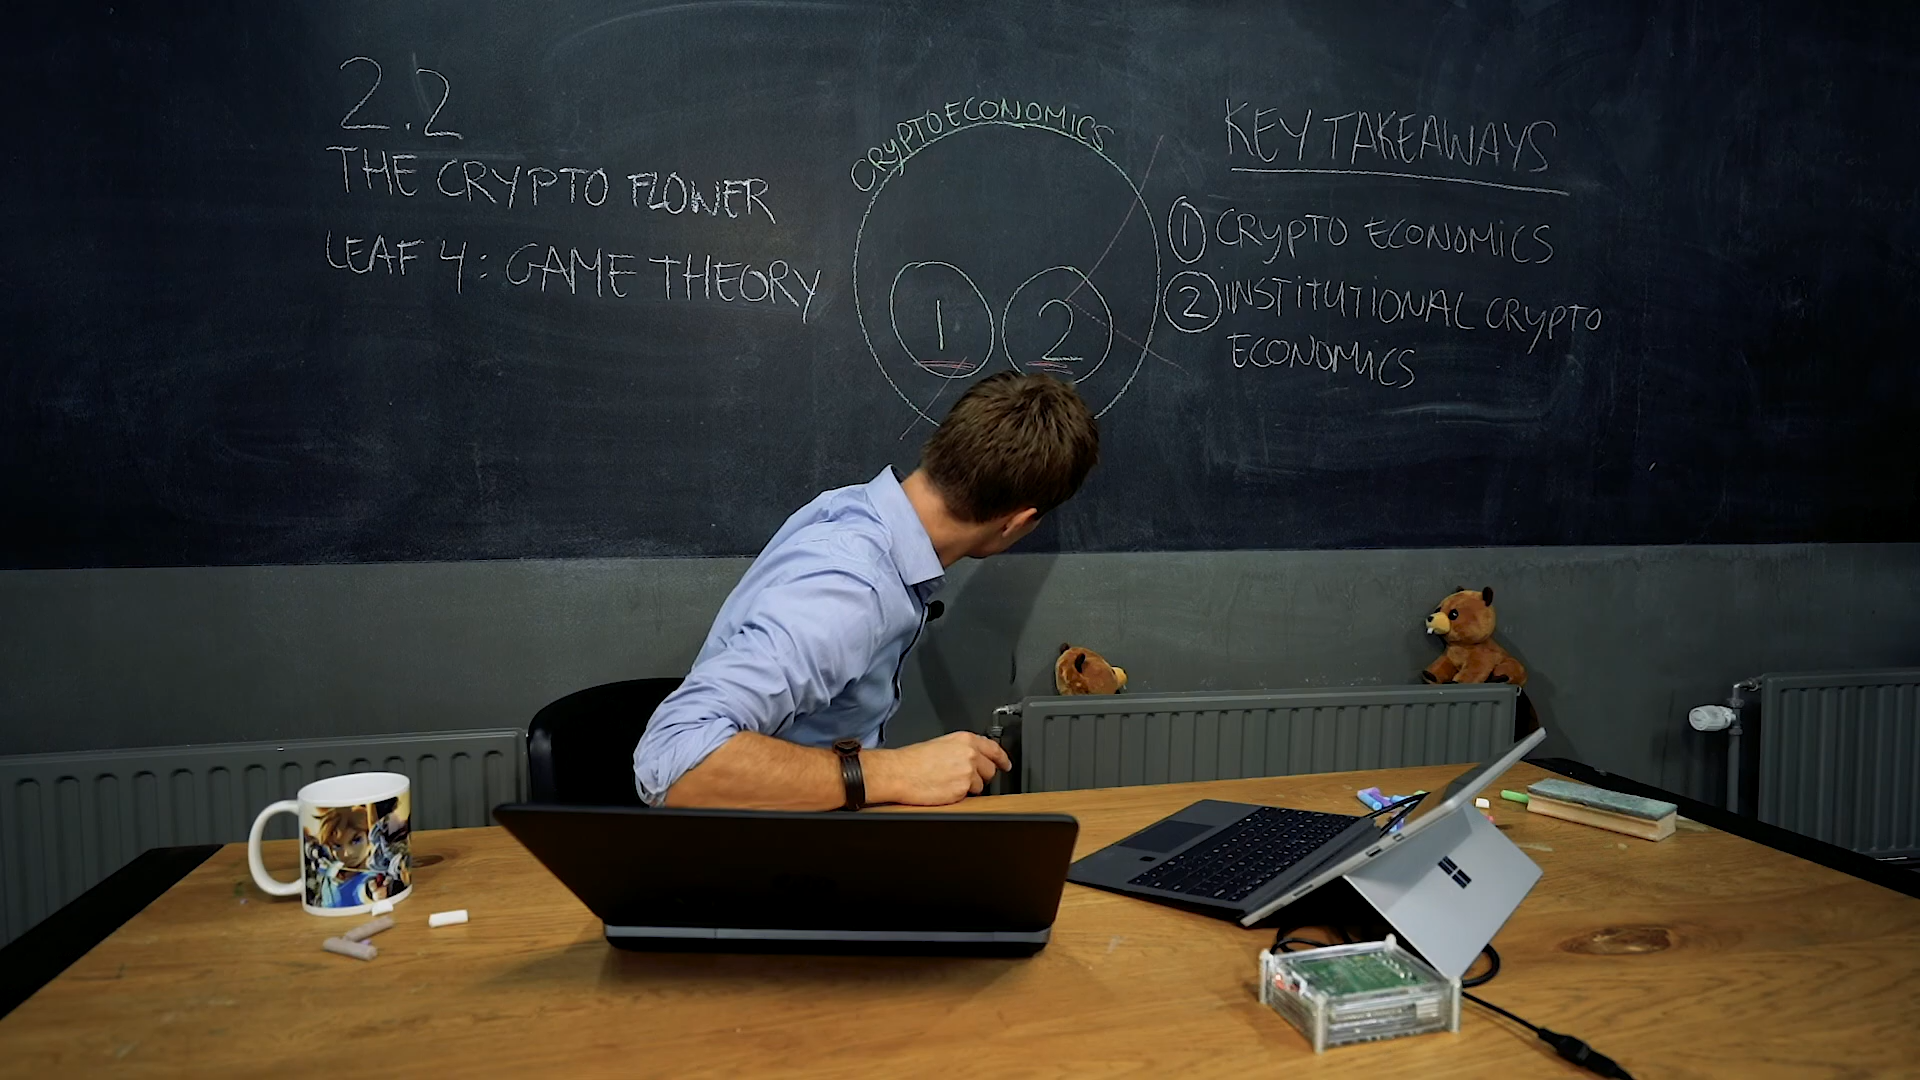 2.2
THE CRYPTO FLOWER
LEAF 4: GAME THEORY
CRYPTOECONOMICS
1
2
KEY TAKEAWAYS
① CRYPTO ECONOMICS
② INSTITUTIONAL CRYPTO
ECONOMICS